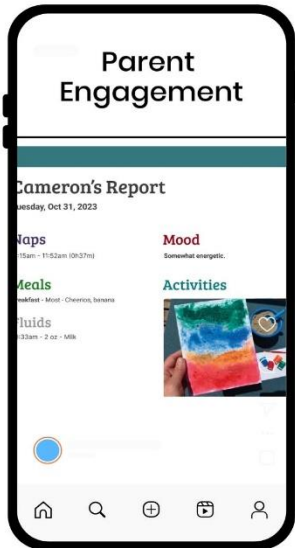 Parent
Engagement
Cameron's Report
uesday, Oct 31, 2023
Naps
:15am - 11:52am (0h37m)
Mood
Somewhat energetic.
Meals
reakfast - Most - Cheerios, banana
Activities
Fluids
:33am - 2 oz - Milk